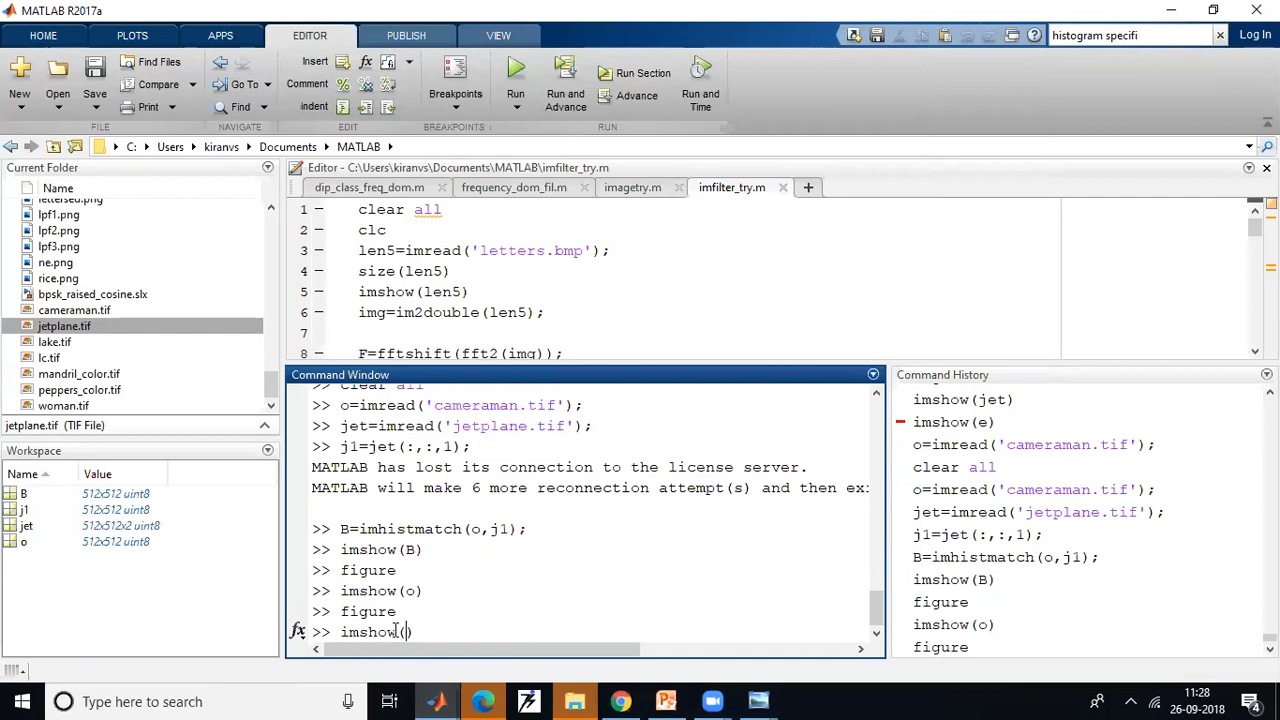 MATLAB R2017a
HOME PLOTS APPS EDITOR PUBLISH VIEW histogram specifi Log In
New Open Save Find Files Compare Print
Go To Find
Insert Comment Indent
Breakpoints
Run Run and Advance Run Section Advance Run and Time
FILE NAVIGATE EDIT BREAKPOINTS RUN
C: Users kiranvs Documents MATLAB
Current Folder
Name
lettersed.png
lpf1.png
lpf2.png
lpf3.png
ne.png
rice.png
bpsk_raised_cosine.slx
cameraman.tif
jetplane.tif
lake.tif
lc.tif
mandril_color.tif
peppers_color.tif
woman.tif
jetplane.tif (TIF File)
Workspace
Name Value
B 512x512 uint8
j1 512x512 uint8
jet 512x512x2 uint8
o 512x512 uint8
Editor - C:\Users\kiranvs\Documents\MATLAB\imfilter_try.m
dip_class_freq_dom.m frequency_dom_fil.m imagetry.m imfilter_try.m
1 clear all
2 clc
3 len5=imread('letters.bmp');
4 size(len5)
5 imshow(len5)
6 img=im2double(len5);
7
8 F=fftshift(fft2(img));
Command Window
>> clear all
>> o=imread('cameraman.tif');
>> jet=imread('jetplane.tif');
>> j1=jet(:,:,1);
MATLAB has lost its connection to the license server.
MATLAB will make 6 more reconnection attempt(s) and then exi
>> B=imhistmatch(o,j1);
>> imshow(B)
>> figure
>> imshow(o)
>> figure
fx >> imshow()
Command History
imshow(jet)
imshow(e)
o=imread('cameraman.tif');
clear all
o=imread('cameraman.tif');
jet=imread('jetplane.tif');
j1=jet(:,:,1);
B=imhistmatch(o,j1);
imshow(B)
figure
imshow(o)
figure
Type here to search
11:28
26-09-2018
4